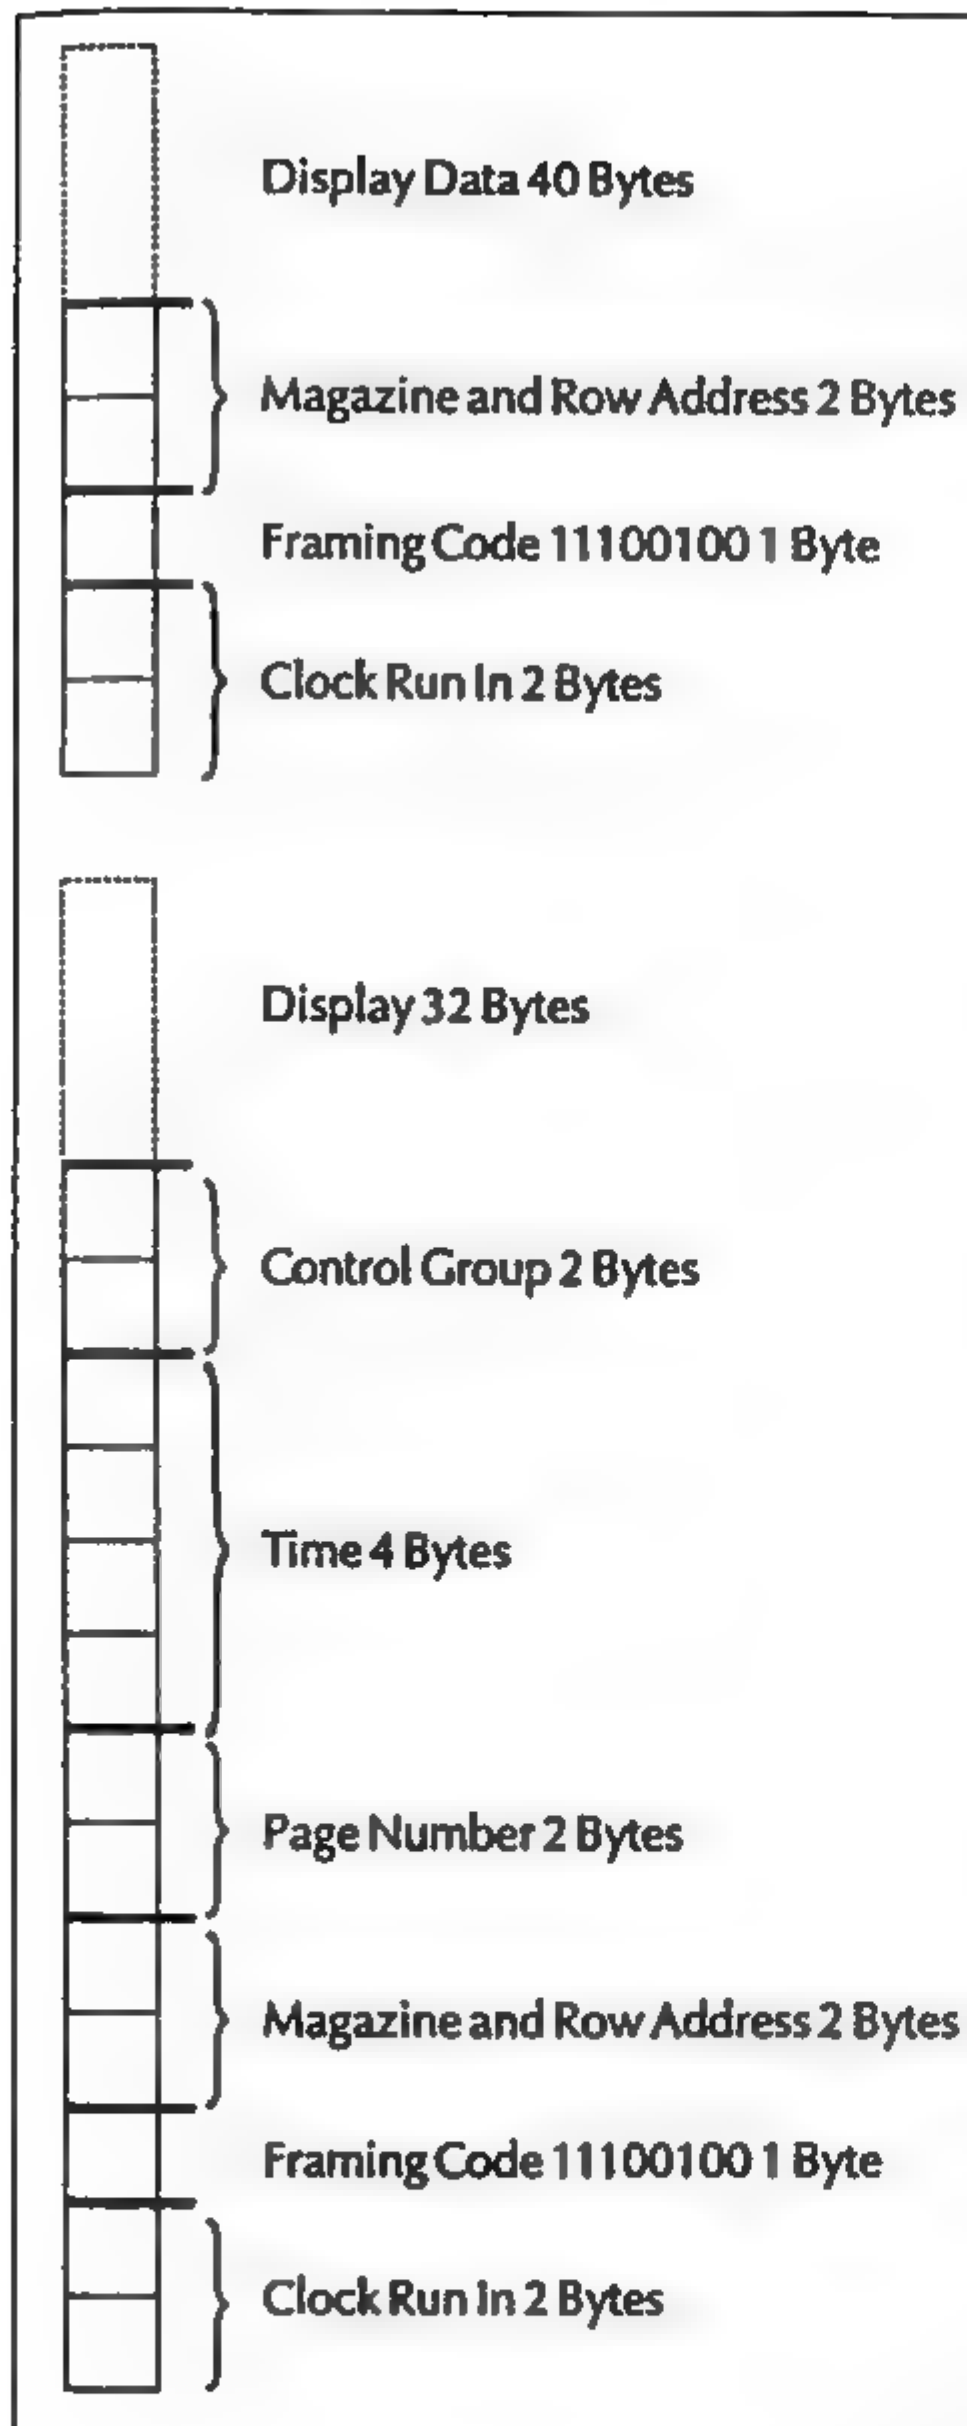 Display Data 40 Bytes
Magazine and Row Address 2 Bytes
Framing Code 11100100 1 Byte
Clock Run In 2 Bytes
Display 32 Bytes
Control Group 2 Bytes
Time 4 Bytes
Page Number 2 Bytes
Magazine and Row Address 2 Bytes
Framing Code 11100100 1 Byte
Clock Run In 2 Bytes